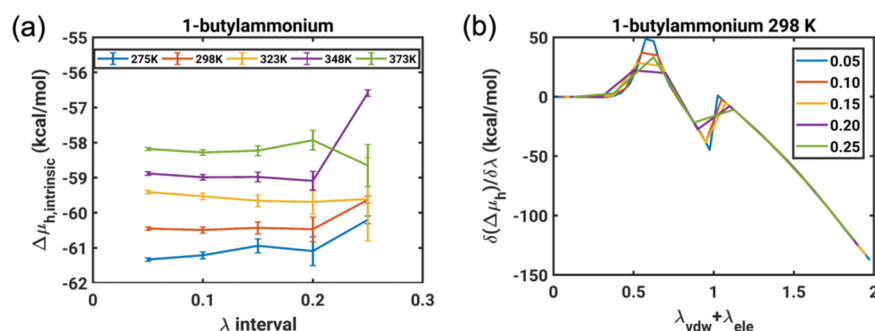 (a)
1-butylammonium
275K 298K 323K 348K 373K
Δμh,intrinsic (kcal/mol)
-55
-56
-57
-58
-59
-60
-61
-62
0 0.1 0.2 0.3
λ interval
(b)
1-butylammonium 298 K
0.05
0.10
0.15
0.20
0.25
δ(Δμh)/δλ (kcal/mol)
50
0
-50
-100
-150
0 0.5 1 1.5 2
λvdw+λele